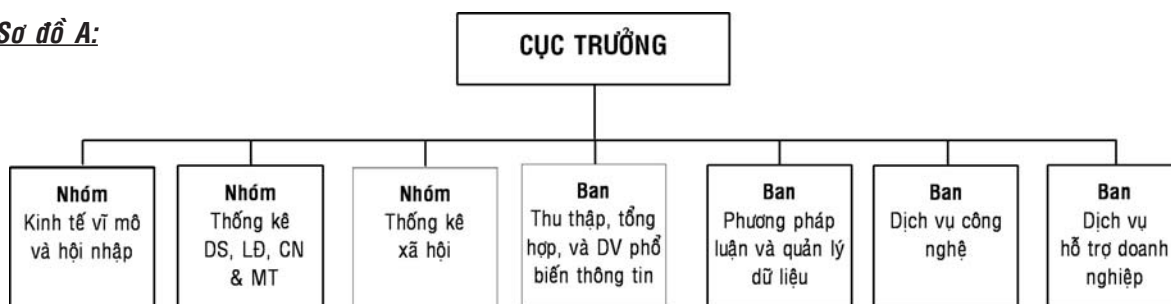 Sơ đồ A:
CỤC TRƯỞNG
Nhóm
Kinh tế vĩ mô
và hội nhập
Nhóm
Thống kê
DS, LĐ, CN
& MT
Nhóm
Thống kê
xã hội
Ban
Thu thập, tổng
hợp, và DV phổ
biến thông tin
Ban
Phương pháp
luận và quản lý
dữ liệu
Ban
Dịch vụ công
nghệ
Ban
Dịch vụ
hỗ trợ doanh
nghiệp